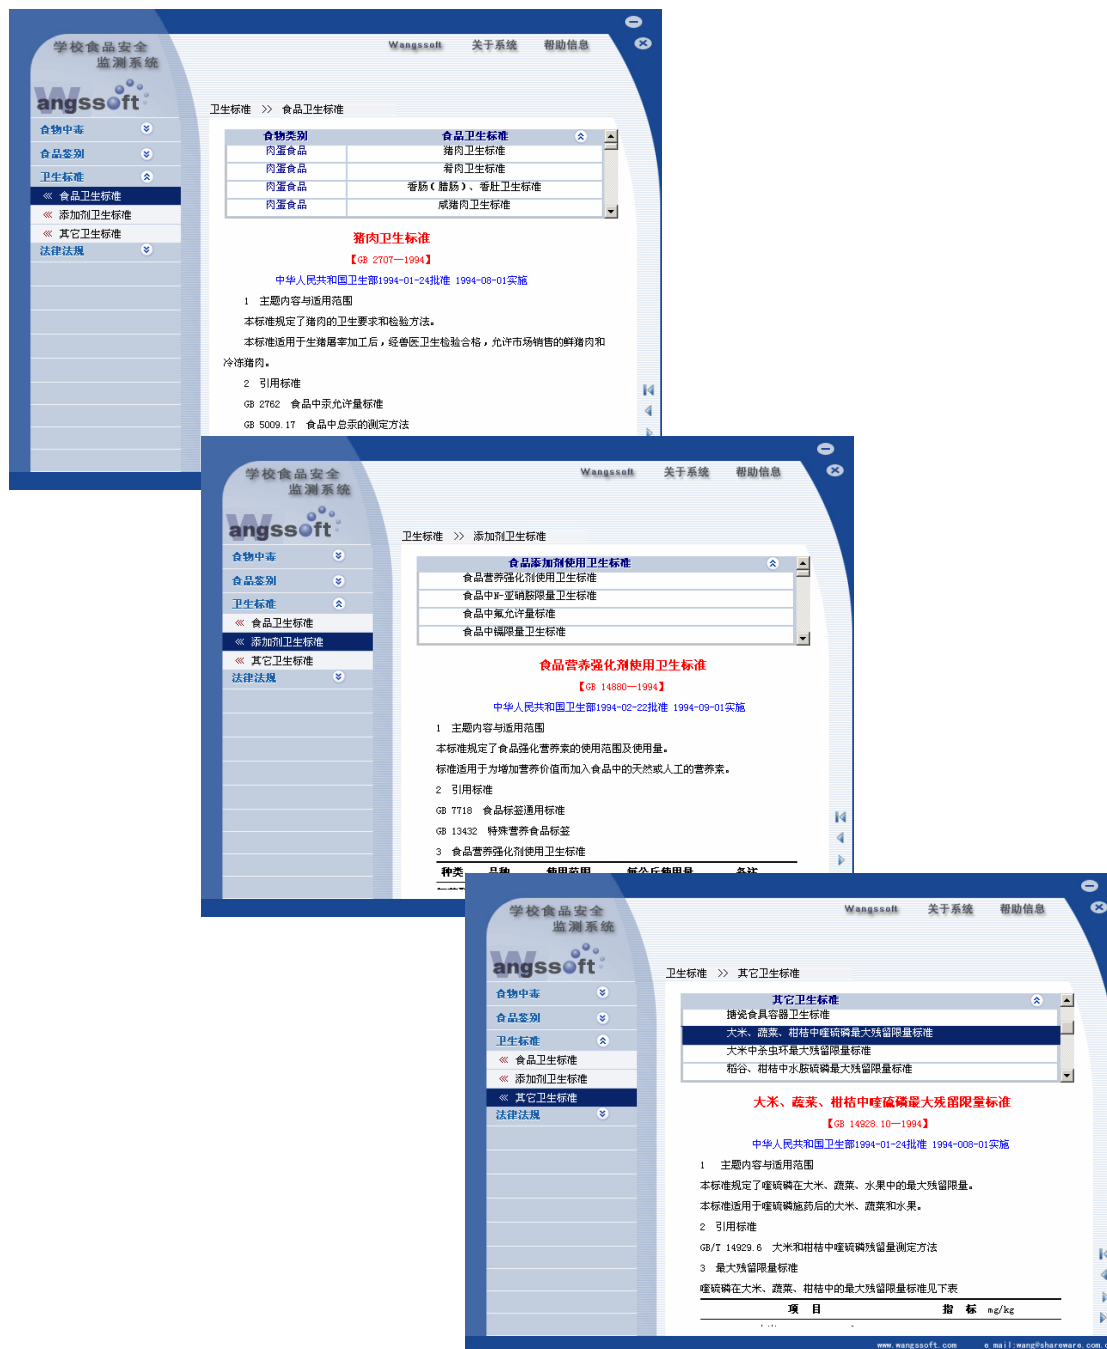 学校食品安全
监测系统
Wangssoft 关于系统 帮助信息
Wangssoft
卫生标准 >> 食品卫生标准
食物中毒
食品鉴别
卫生标准
《 食品卫生标准
《 添加剂卫生标准
《 其它卫生标准
法律法规
食物类别 食品卫生标准
肉蛋食品 猪肉卫生标准
肉蛋食品 肴肉卫生标准
肉蛋食品 香肠(腊肠)、香肚卫生标准
肉蛋食品 咸猪肉卫生标准
猪肉卫生标准
【GB 2707—1994】
中华人民共和国卫生部1994-01-24批准 1994-08-01实施
1 主题内容与适用范围
本标准规定了猪肉的卫生要求和检验方法。
本标准适用于生猪屠宰加工后,经兽医卫生检验合格,允许市场销售的鲜猪肉和
冷冻猪肉。
2 引用标准
GB 2762 食品中汞允许量标准
GB 5009.17 食品中总汞的测定方法
学校食品安全
监测系统
Wangssoft 关于系统 帮助信息
Wangssoft
卫生标准 >> 添加剂卫生标准
食物中毒
食品鉴别
卫生标准
《 食品卫生标准
《 添加剂卫生标准
《 其它卫生标准
法律法规
食品添加剂使用卫生标准
食品营养强化剂使用卫生标准
食品中N-亚硝胺限量卫生标准
食品中氟允许量标准
食品中镉限量卫生标准
食品营养强化剂使用卫生标准
【GB 14880—1994】
中华人民共和国卫生部1994-02-22批准 1994-09-01实施
1 主题内容与适用范围
本标准规定了食品强化营养素的使用范围及使用量。
标准适用于为增加营养价值而加入食品中的天然或人工的营养素。
2 引用标准
GB 7718 食品标签通用标准
GB 13432 特殊营养食品标签
3 食品营养强化剂使用卫生标准
种类 品种 使用范围 每公斤使用量 备注
学校食品安全
监测系统
Wangssoft 关于系统 帮助信息
Wangssoft
卫生标准 >> 其它卫生标准
食物中毒
食品鉴别
卫生标准
《 食品卫生标准
《 添加剂卫生标准
《 其它卫生标准
法律法规
其它卫生标准
搪瓷食具容器卫生标准
大米、蔬菜、柑桔中喹硫磷最大残留限量标准
大米中杀虫环最大残留限量标准
稻谷、柑桔中水胺硫磷最大残留限量标准
大米、蔬菜、柑桔中喹硫磷最大残留限量标准
【GB 14928.10—1994】
中华人民共和国卫生部1994-01-24批准 1994-008-01实施
1 主题内容与适用范围
本标准规定了喹硫磷在大米、蔬菜、水果中的最大残留限量。
本标准适用于喹硫磷施药后的大米、蔬菜和水果。
2 引用标准
GB/T 14929.6 大米和柑桔中喹硫磷残留量测定方法
3 最大残留限量标准
喹硫磷在大米、蔬菜、柑桔中的最大残留限量标准见下表
项 目 指 标 mg/kg
www.wangssoft.com e mail:wang@shareware.com.c